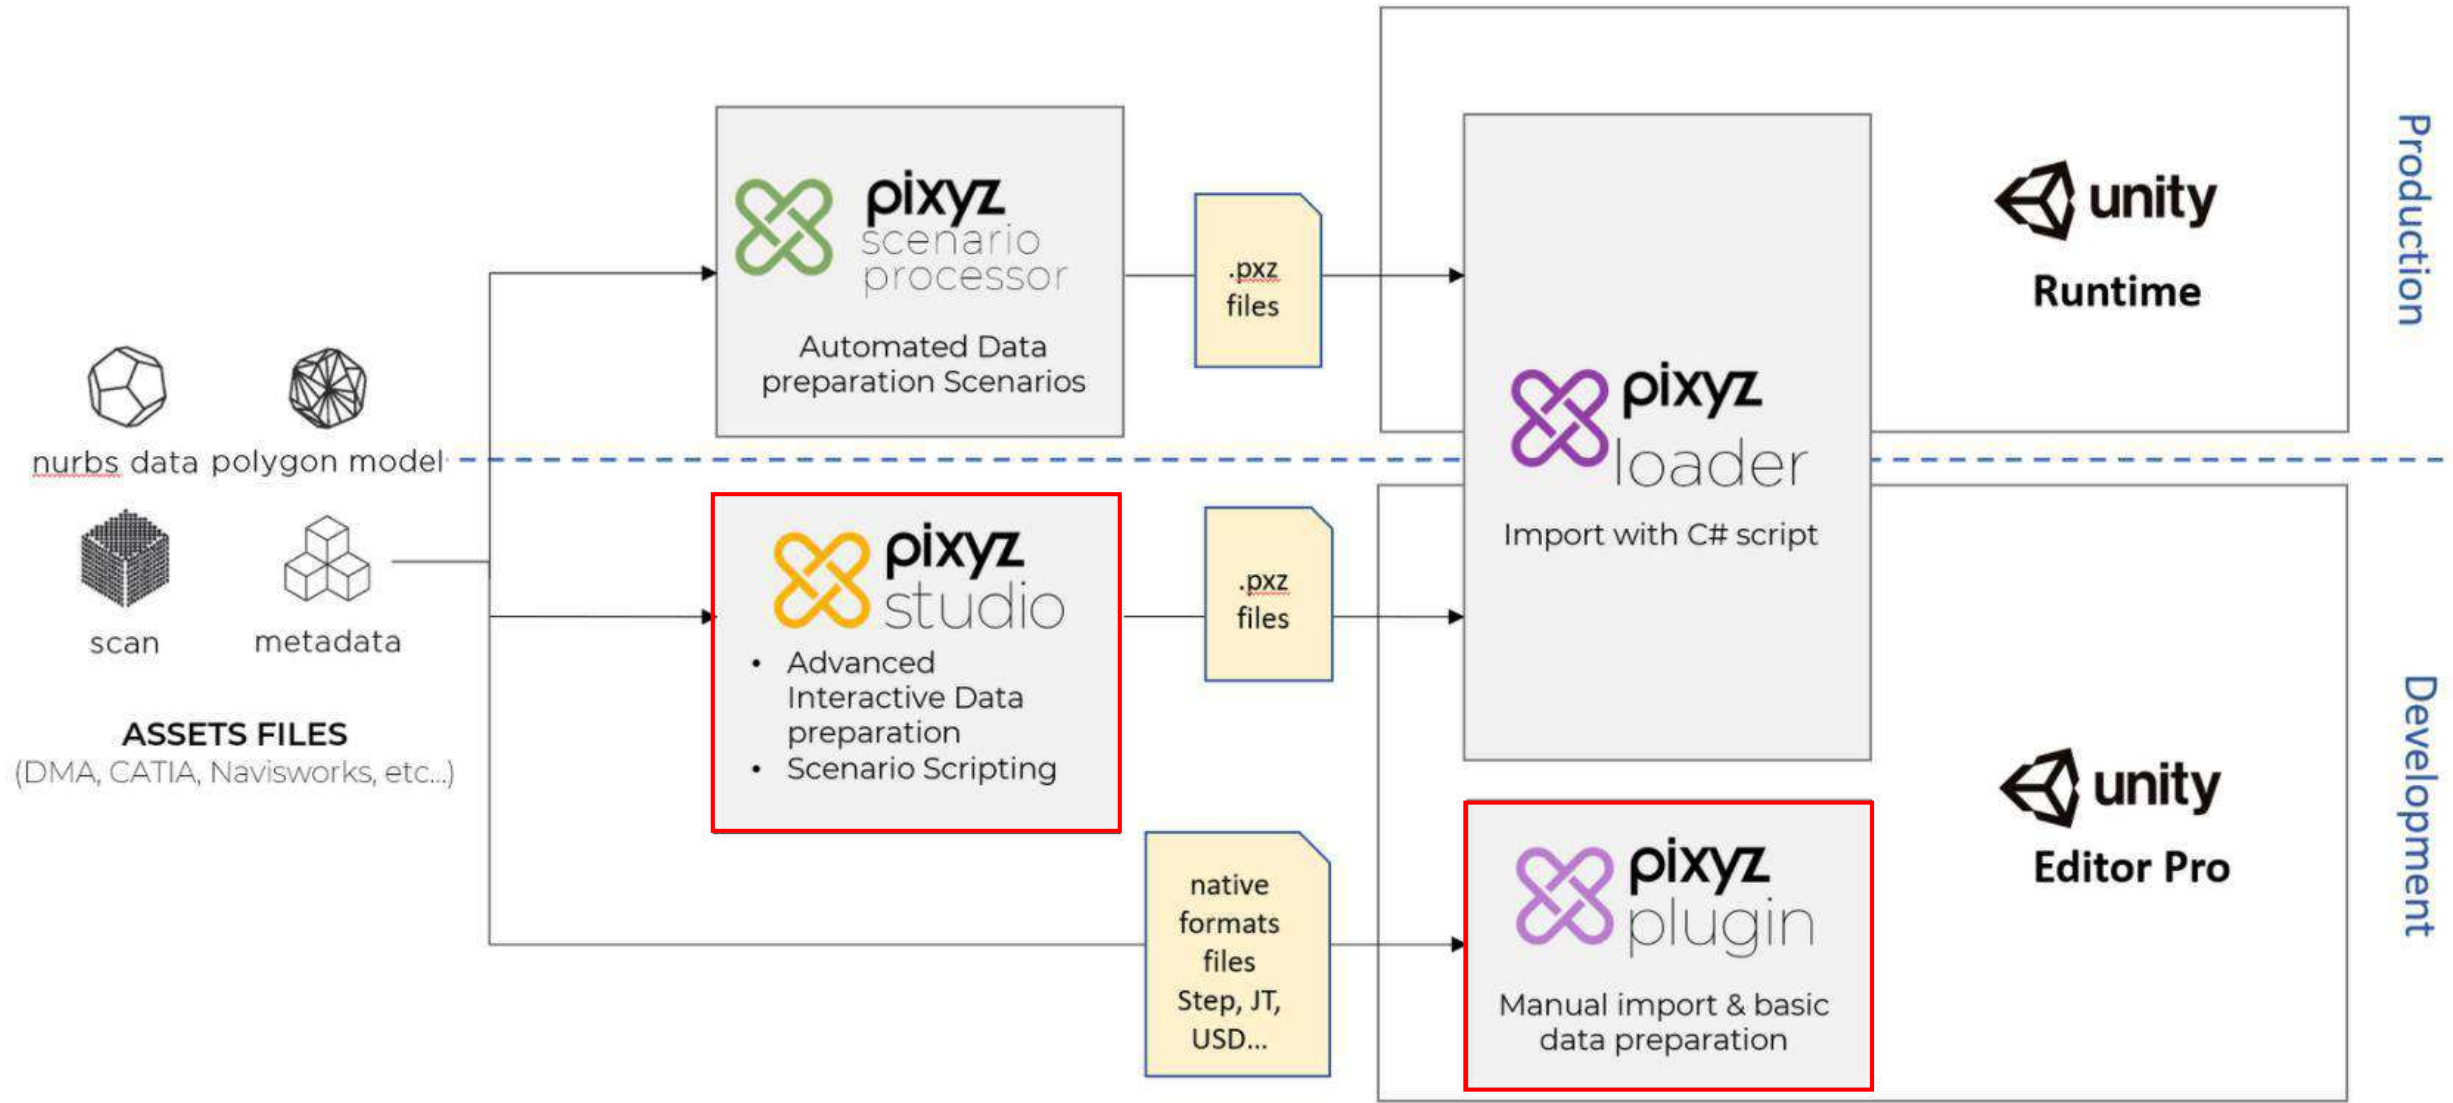 nurbs data polygon model
scan metadata
ASSETS FILES
(DMA, CATIA, Navisworks, etc...)
pixyz
scenario
processor
Automated Data
preparation Scenarios
.pxz
files
pixyz
studio
• Advanced
Interactive Data
preparation
• Scenario Scripting
.pxz
files
native
formats
files
Step, JT,
USD...
pixyz
loader
Import with C# script
pixyz
plugin
Manual import & basic
data preparation
unity
Runtime
unity
Editor Pro
Production
Development